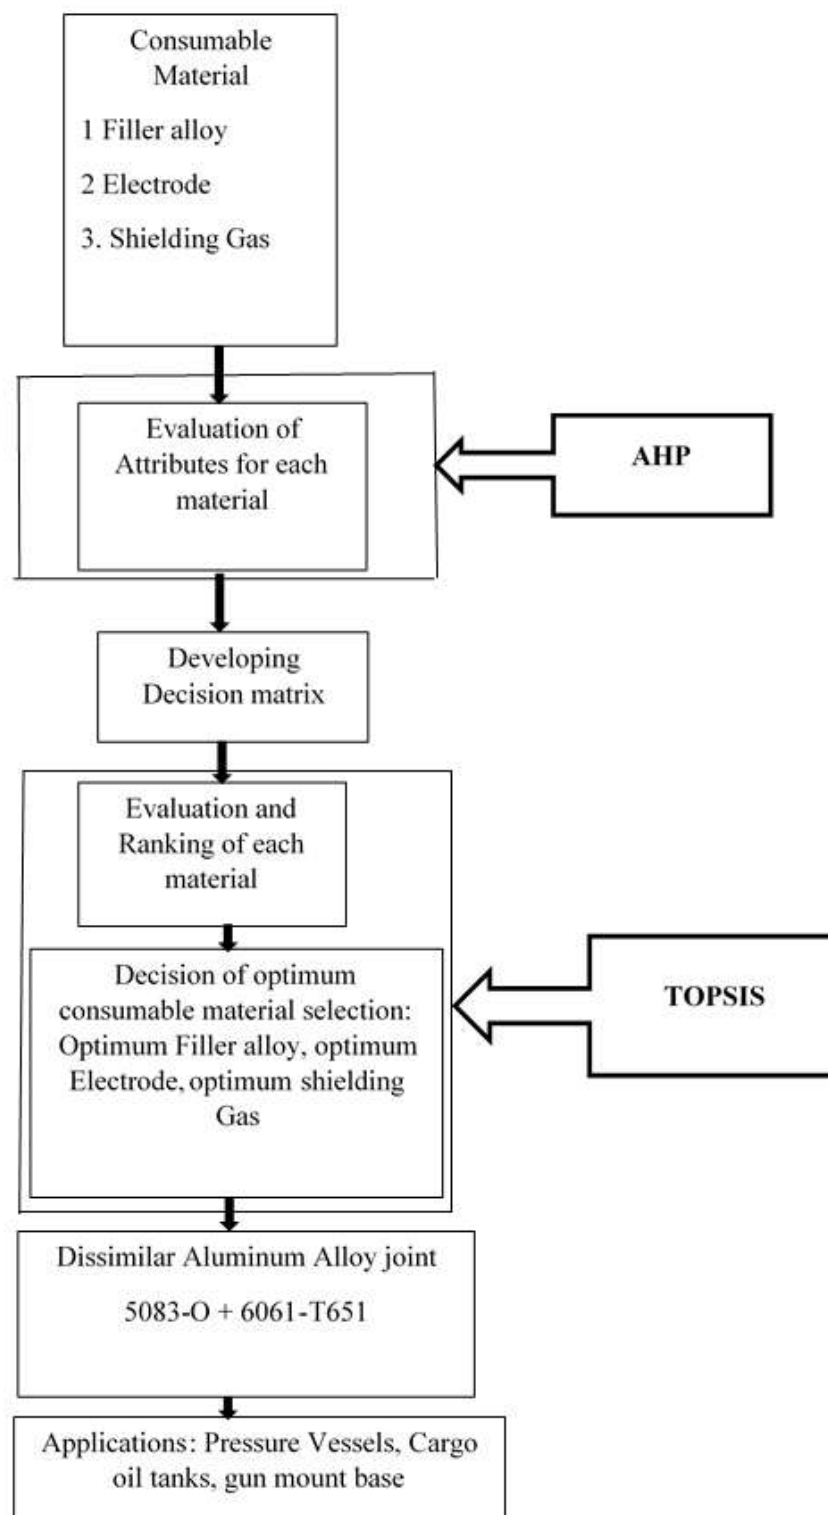 Consumable
Material
1 Filler alloy
2 Electrode
3. Shielding Gas
Evaluation of
Attributes for each
material
AHP
Developing
Decision matrix
Evaluation and
Ranking of each
material
Decision of optimum
consumable material selection:
Optimum Filler alloy, optimum
Electrode, optimum shielding
Gas
TOPSIS
Dissimilar Aluminum Alloy joint
5083-O + 6061-T651
Applications: Pressure Vessels, Cargo
oil tanks, gun mount base